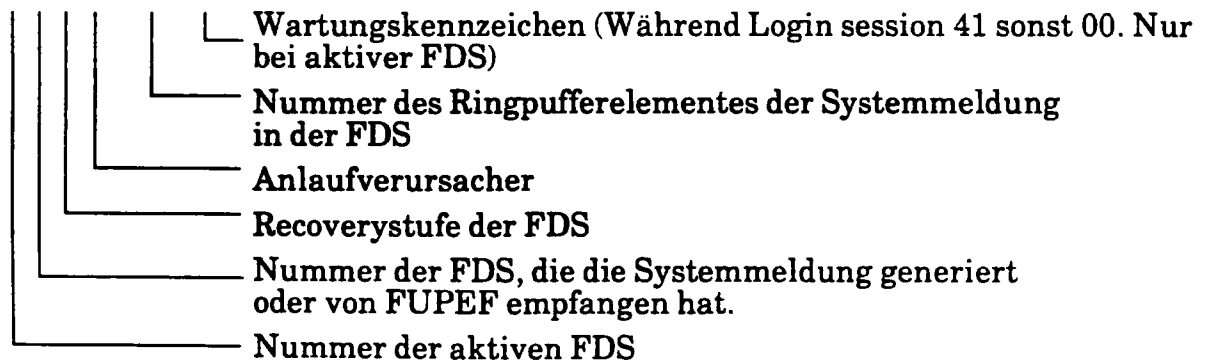 Wartungskennzeichen (Während Login session 41 sonst 00. Nur
bei aktiver FDS)
Nummer des Ringpufferelementes der Systemmeldung
in der FDS
Anlaufverursacher
Recoverystufe der FDS
Nummer der FDS, die die Systemmeldung generiert
oder von FUPEF empfangen hat.
Nummer der aktiven FDS